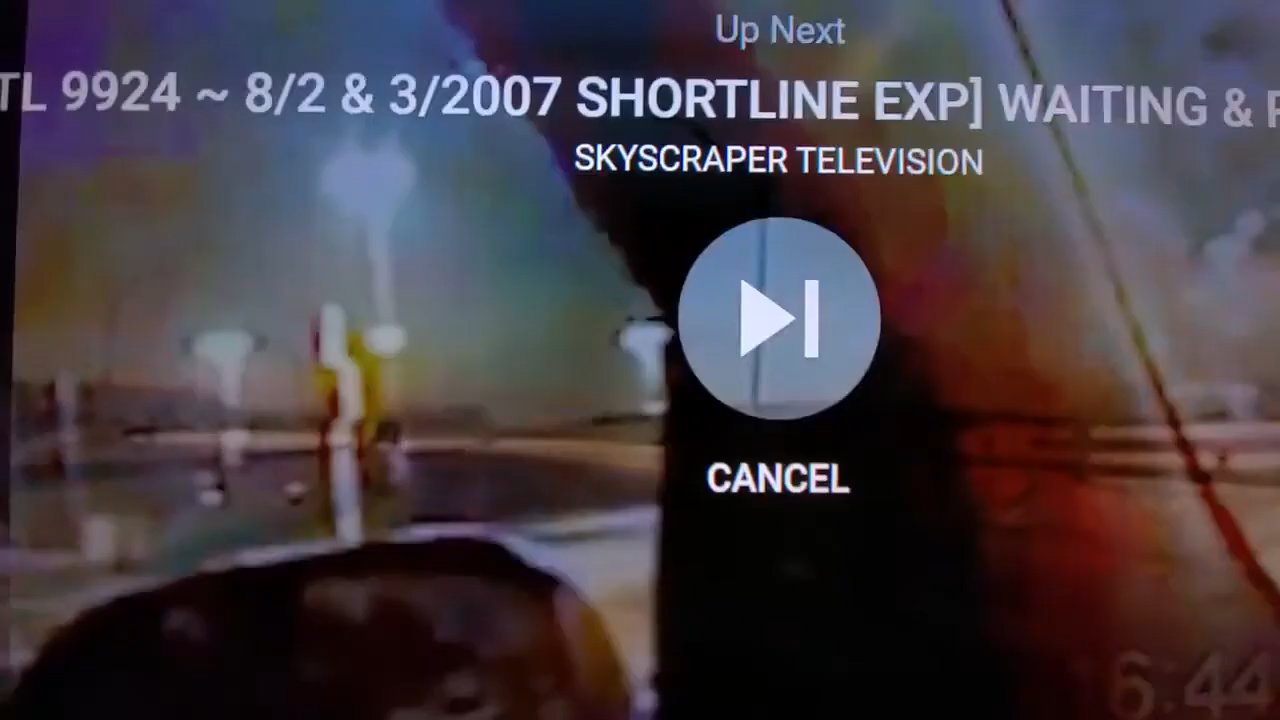 Up Next
TL 9924 ~ 8/2 & 3/2007 SHORTLINE EXP] WAITING &
SKYSCRAPER TELEVISION
CANCEL
6:44